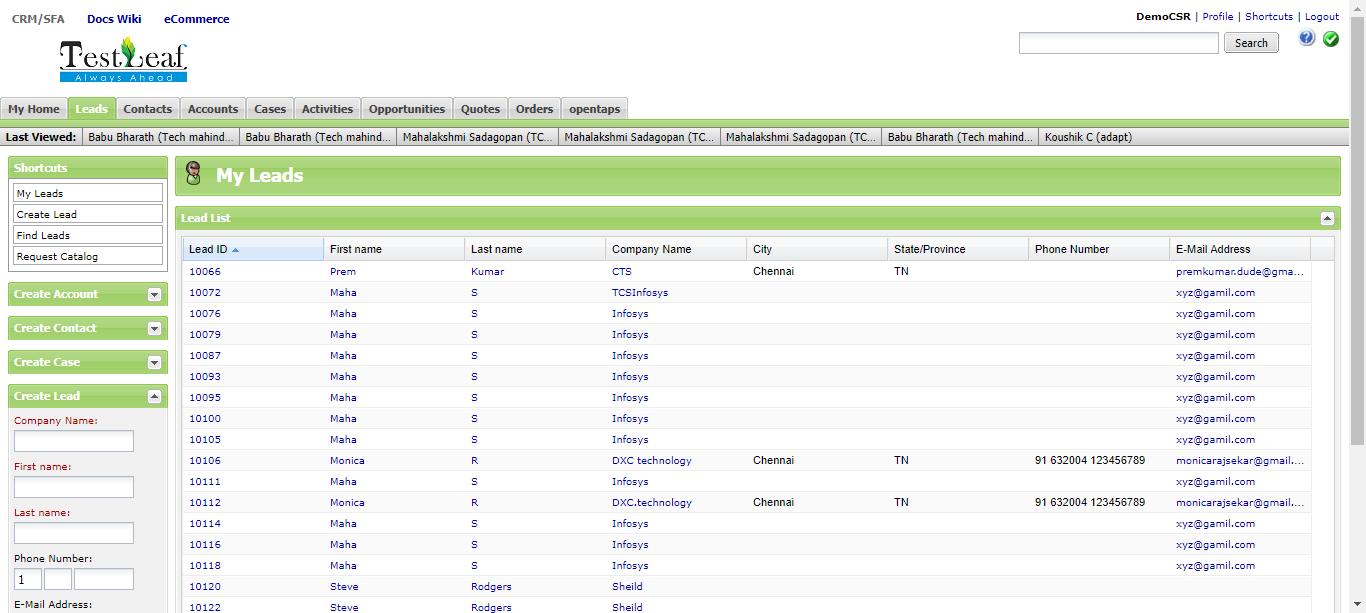 CRM/SFA Docs Wiki eCommerce
DemoCSR | Profile | Shortcuts | Logout
Search
TestLeaf
Always Ahead
My Home Leads Contacts Accounts Cases Activities Opportunities Quotes Orders opentaps
Last Viewed: Babu Bharath (Tech mahind... Babu Bharath (Tech mahind... Mahalakshmi Sadagopan (TC... Mahalakshmi Sadagopan (TC... Mahalakshmi Sadagopan (TC... Babu Bharath (Tech mahind... Koushik C (adapt)
Shortcuts
My Leads
Create Lead
Find Leads
Request Catalog
Create Account
Create Contact
Create Case
Create Lead
Company Name:
First name:
Last name:
Phone Number:
1
E-Mail Address:
My Leads
Lead List
Lead ID First name Last name Company Name City State/Province Phone Number E-Mail Address
10066 Prem Kumar CTS Chennai TN premkumar.dude@gma...
10072 Maha S TCSInfosys xyz@gamil.com
10076 Maha S Infosys xyz@gamil.com
10079 Maha S Infosys xyz@gamil.com
10087 Maha S Infosys xyz@gamil.com
10093 Maha S Infosys xyz@gamil.com
10095 Maha S Infosys xyz@gamil.com
10100 Maha S Infosys xyz@gamil.com
10105 Maha S Infosys xyz@gamil.com
10106 Monica R DXC technology Chennai TN 91 632004 123456789 monicarajsekar@gmail....
10111 Maha S Infosys xyz@gamil.com
10112 Monica R DXC.technology Chennai TN 91 632004 123456789 monicarajsekar@gmail....
10114 Maha S Infosys xyz@gamil.com
10116 Maha S Infosys xyz@gamil.com
10118 Maha S Infosys xyz@gamil.com
10120 Steve Rodgers Sheild
10122 Steve Rodgers Sheild